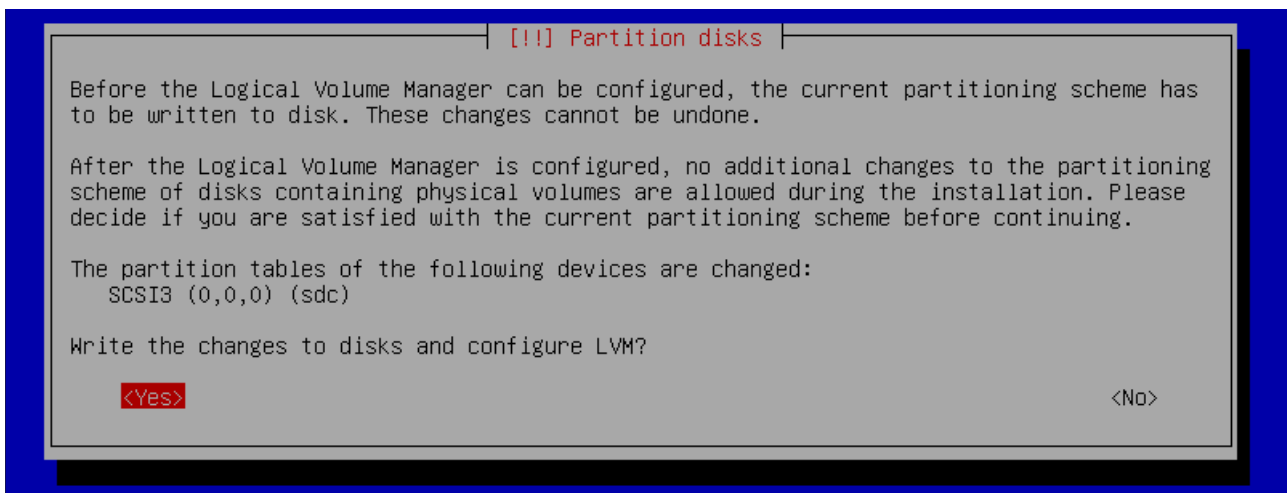 [!!] Partition disks
Before the Logical Volume Manager can be configured, the current partitioning scheme has
to be written to disk. These changes cannot be undone.
After the Logical Volume Manager is configured, no additional changes to the partitioning
scheme of disks containing physical volumes are allowed during the installation. Please
decide if you are satisfied with the current partitioning scheme before continuing.
The partition tables of the following devices are changed:
SCSI3 (0,0,0) (sdc)
Write the changes to disks and configure LVM?
<Yes> <No>